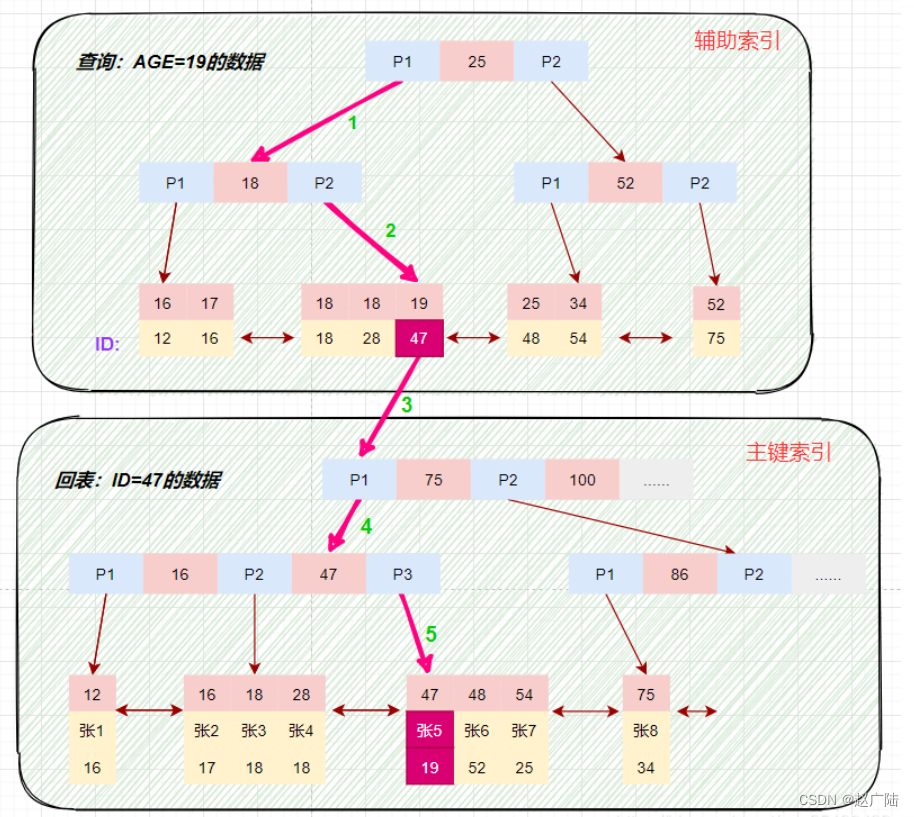 辅助索引
查询：AGE=19的数据
P1 25 P2
1
P1 18 P2
P1 52 P2
2
16 17
18 18 19
25 34
52
ID:
12 16
18 28 47
48 54
75
3
主键索引
回表：ID=47的数据
P1 75 P2 100 ......
4
P1 16 P2 47 P3
P1 86 P2 ......
5
12
16 18 28
47 48 54
75
张1
张2 张3 张4
张5 张6 张7
张8
16
17 18 18
19 52 25
34
CSDN @赵广陆